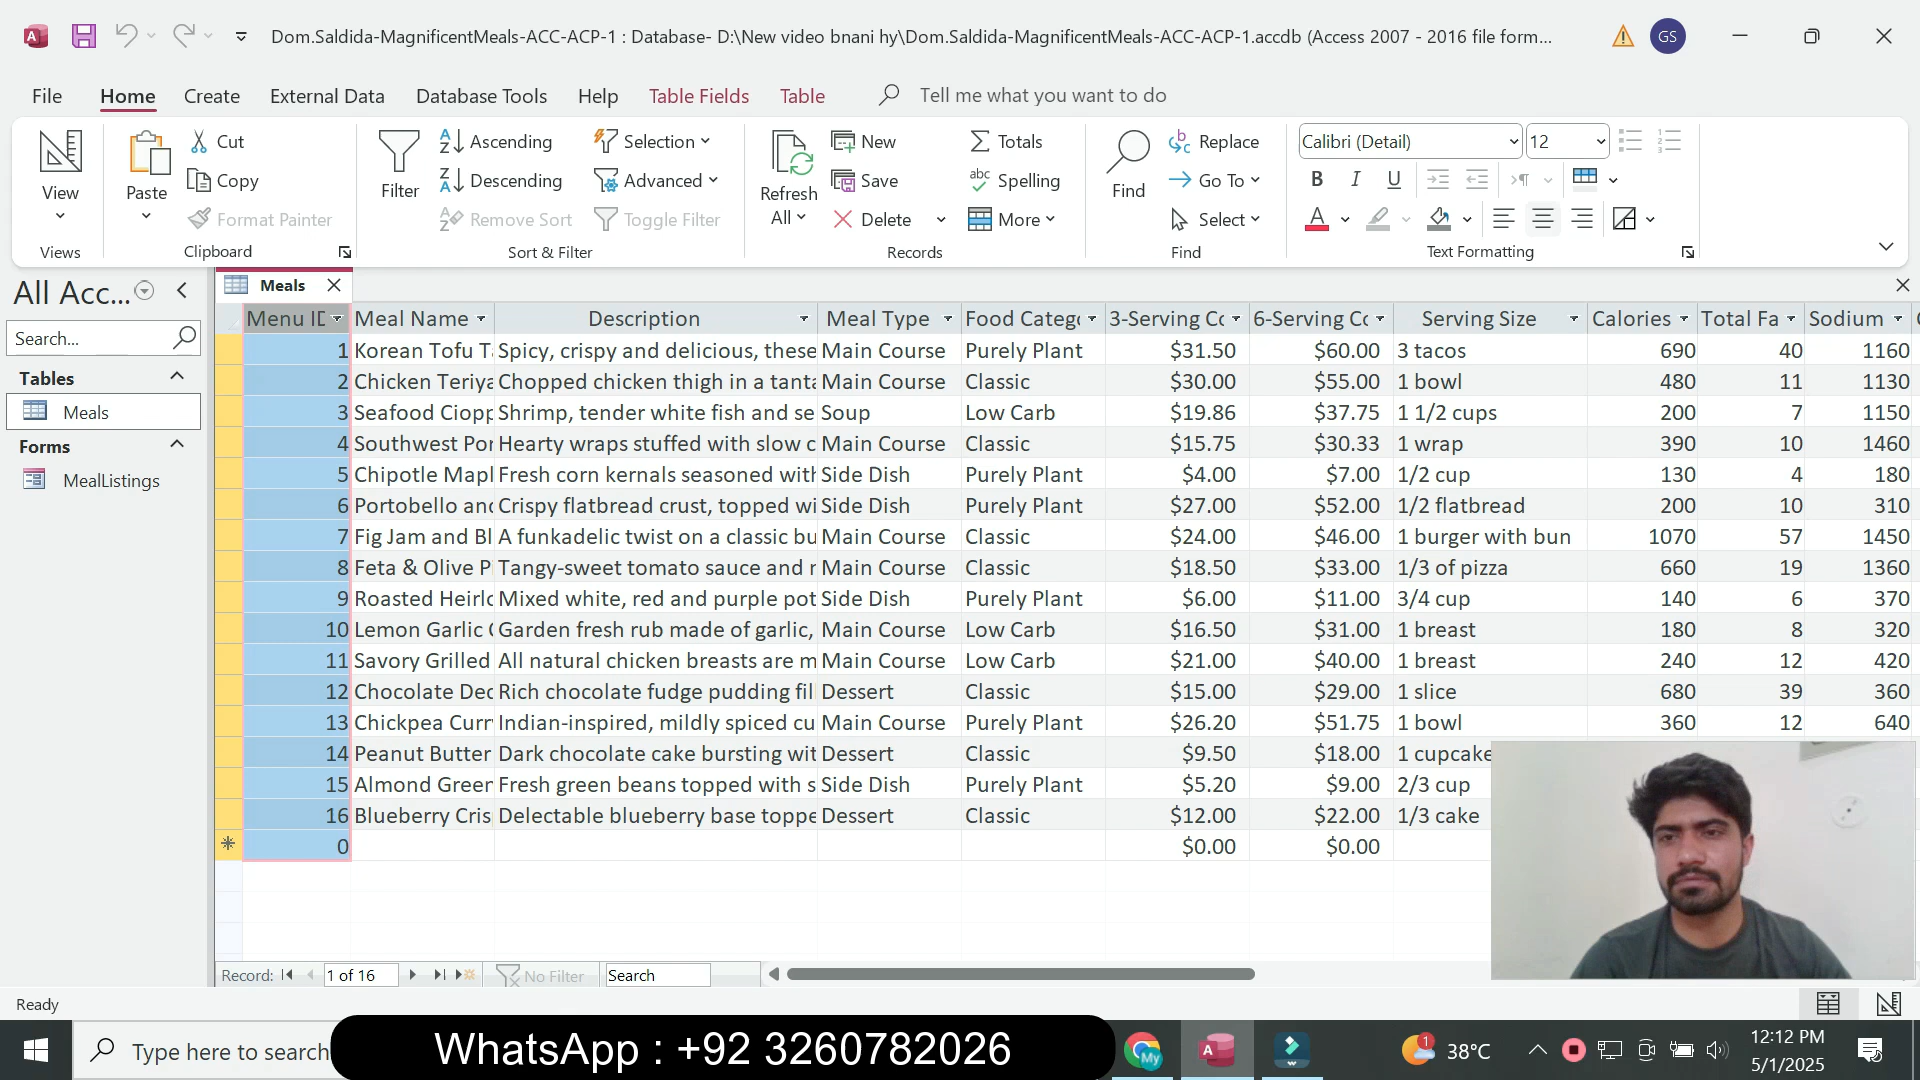 Dom.Saldida-MagnificentMeals-ACC-ACP-1 : Database- D:\New video bnani hy\Dom.Saldida-MagnificentMeals-ACC-ACP-1.accdb (Access 2007 - 2016 file form...
GS
File Home Create External Data Database Tools Help Table Fields Table Tell me what you want to do
View
Views
Paste
Cut
Copy
Format Painter
Clipboard
Filter
Ascending
Descending
Remove Sort
Selection
Advanced
Toggle Filter
Sort & Filter
Refresh
All
New
Save
Delete
Totals
Spelling
More
Records
Find
Replace
Go To
Select
Find
Calibri (Detail) 12
Text Formatting
All Acc...
Search...
Tables
Meals
Forms
MealListings
Meals
Menu ID Meal Name Description Meal Type Food Catego 3-Serving Co 6-Serving Co Serving Size Calories Total Fa Sodium
1 Korean Tofu T Spicy, crispy and delicious, these Main Course Purely Plant $31.50 $60.00 3 tacos 690 40 1160
2 Chicken Teriya Chopped chicken thigh in a tanta Main Course Classic $30.00 $55.00 1 bowl 480 11 1130
3 Seafood Ciopp Shrimp, tender white fish and se Soup Low Carb $19.86 $37.75 1 1/2 cups 200 7 1150
4 Southwest Por Hearty wraps stuffed with slow c Main Course Classic $15.75 $30.33 1 wrap 390 10 1460
5 Chipotle Mapl Fresh corn kernals seasoned with Side Dish Purely Plant $4.00 $7.00 1/2 cup 130 4 180
6 Portobello and Crispy flatbread crust, topped wi Side Dish Purely Plant $27.00 $52.00 1/2 flatbread 200 10 310
7 Fig Jam and Bl A funkadelic twist on a classic bu Main Course Classic $24.00 $46.00 1 burger with bun 1070 57 1450
8 Feta & Olive P Tangy-sweet tomato sauce and r Main Course Classic $18.50 $33.00 1/3 of pizza 660 19 1360
9 Roasted Heirlo Mixed white, red and purple pot Side Dish Purely Plant $6.00 $11.00 3/4 cup 140 6 370
10 Lemon Garlic Garden fresh rub made of garlic, Main Course Low Carb $16.50 $31.00 1 breast 180 8 320
11 Savory Grilled All natural chicken breasts are m Main Course Low Carb $21.00 $40.00 1 breast 240 12 420
12 Chocolate Dec Rich chocolate fudge pudding fil Dessert Classic $15.00 $29.00 1 slice 680 39 360
13 Chickpea Curr Indian-inspired, mildly spiced cu Main Course Purely Plant $26.20 $51.75 1 bowl 360 12 640
14 Peanut Butter Dark chocolate cake bursting wit Dessert Classic $9.50 $18.00 1 cupcake
15 Almond Green Fresh green beans topped with s Side Dish Purely Plant $5.20 $9.00 2/3 cup
16 Blueberry Cris Delectable blueberry base toppe Dessert Classic $12.00 $22.00 1/3 cake
0 $0.00 $0.00
Record: 1 of 16 No Filter Search
Ready
Type here to search
WhatsApp : +92 3260782026
My
1
38°C
12:12 PM
5/1/2025